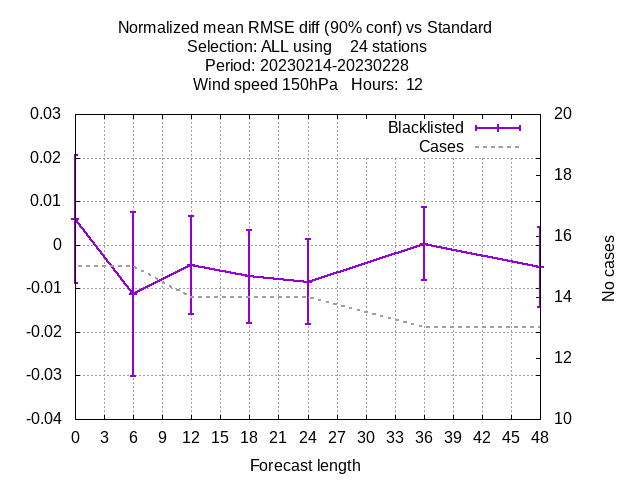 Normalized mean RMSE diff (90% conf) vs Standard
Selection: ALL using 24 stations
Period: 20230214-20230228
Wind speed 150hPa Hours: 12
Blacklisted
Cases
0.03
0.02
0.01
0
-0.01
-0.02
-0.03
-0.04
20
18
16
14
12
10
No cases
0 3 6 9 12 15 18 21 24 27 30 33 36 39 42 45 48
Forecast length